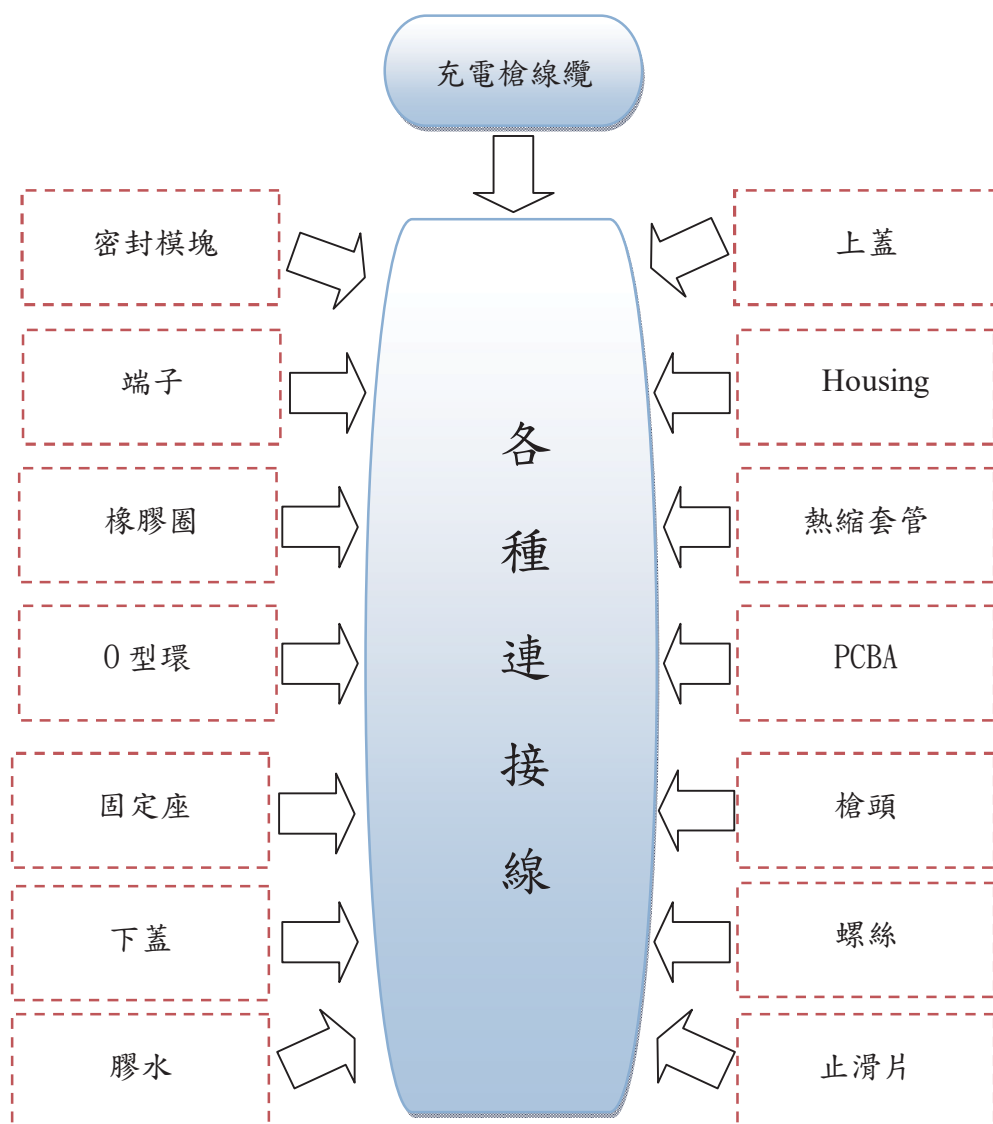 充電槍線纜
密封模塊
上蓋
端子
Housing
各種連接線
橡膠圈
熱縮套管
O 型環
PCBA
固定座
槍頭
下蓋
螺絲
膠水
止滑片